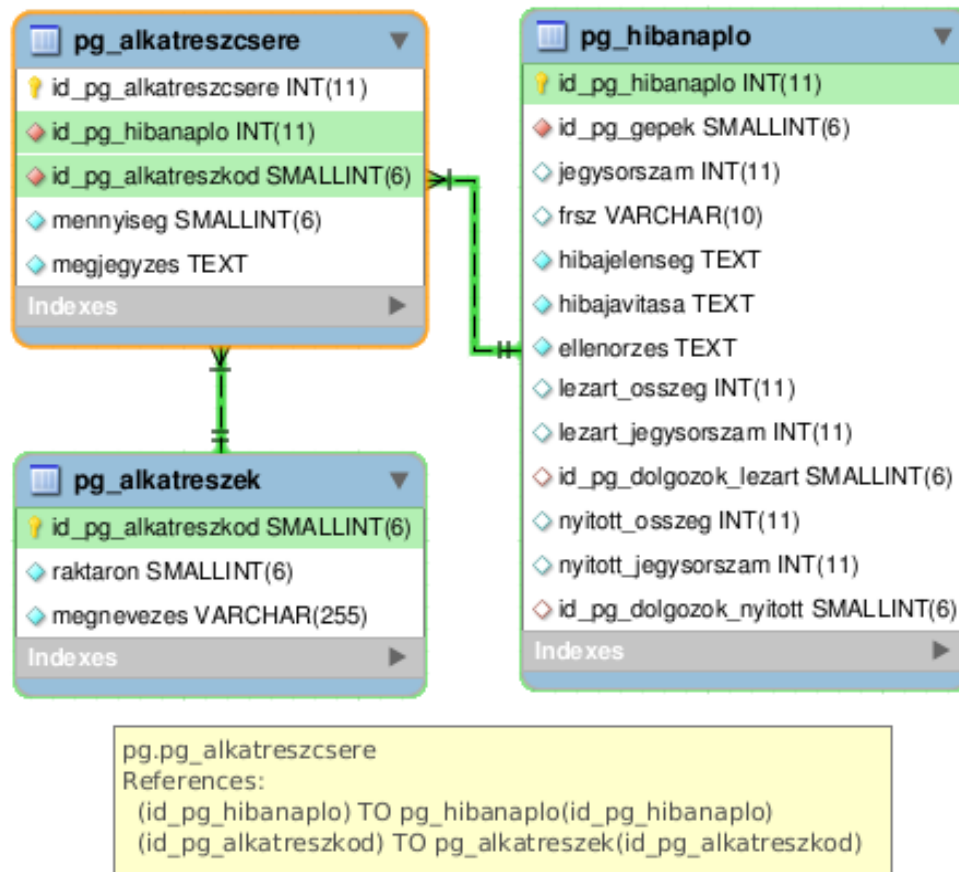 pg_alkatreszcsere
id_pg_alkatreszcsere INT(11)
id_pg_hibanaplo INT(11)
id_pg_alkatreszkod SMALLINT(6)
mennyiseg SMALLINT(6)
megjegyzes TEXT
Indexes
pg_alkatreszek
id_pg_alkatreszkod SMALLINT(6)
raktaron SMALLINT(6)
megnevezes VARCHAR(255)
Indexes
pg_hibanaplo
id_pg_hibanaplo INT(11)
id_pg_gepek SMALLINT(6)
jegysorszam INT(11)
frsz VARCHAR(10)
hibajelenseg TEXT
hibajavitasa TEXT
ellenorzes TEXT
lezart_osszeg INT(11)
lezart_jegysorszam INT(11)
id_pg_dolgozok_lezart SMALLINT(6)
nyitott_osszeg INT(11)
nyitott_jegysorszam INT(11)
id_pg_dolgozok_nyitott SMALLINT(6)
Indexes
pg.pg_alkatreszcsere
References:
(id_pg_hibanaplo) TO pg_hibanaplo(id_pg_hibanaplo)
(id_pg_alkatreszkod) TO pg_alkatreszek(id_pg_alkatreszkod)